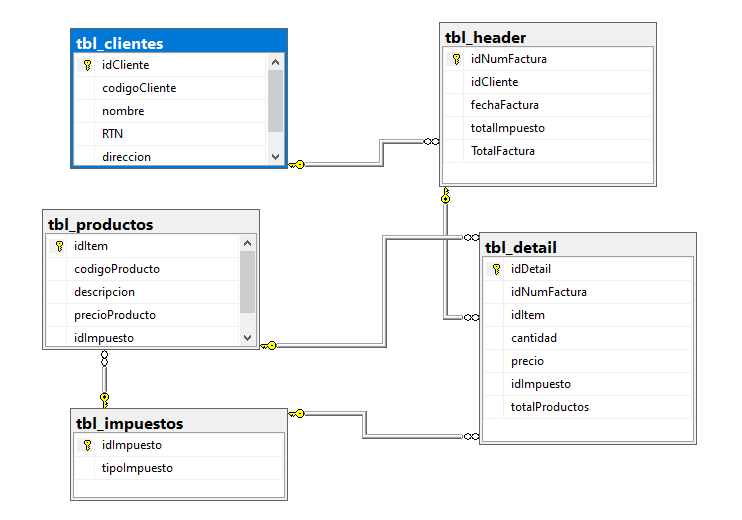 tbl_clientes
idCliente
codigoCliente
nombre
RTN
direccion
tbl_header
idNumFactura
idCliente
fechaFactura
totalImpuesto
TotalFactura
tbl_productos
idItem
codigoProducto
descripcion
precioProducto
idImpuesto
tbl_detail
idDetail
idNumFactura
idItem
cantidad
precio
idImpuesto
totalProductos
tbl_impuestos
idImpuesto
tipoImpuesto